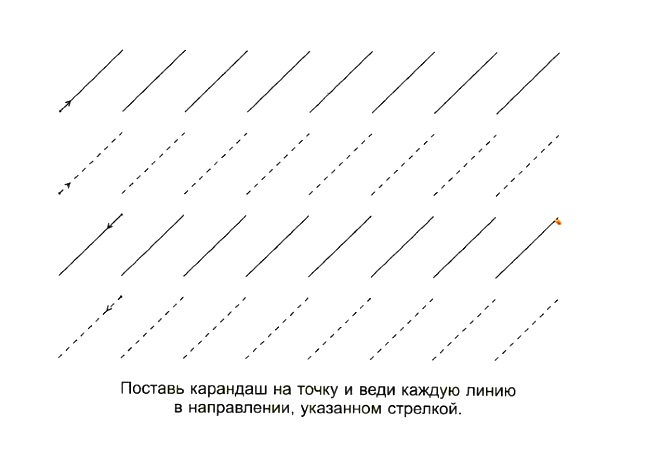 Поставь карандаш на точку и веди каждую линию
в направлении, указанном стрелкой.